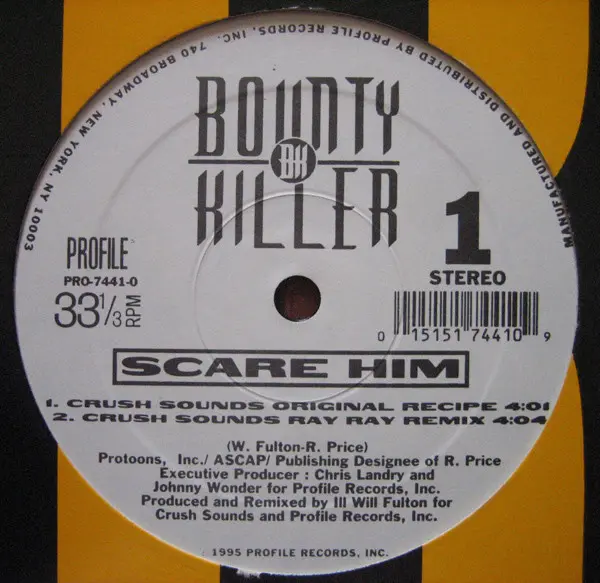 MANUFACTURED AND DISTRIBUTED BY PROFILE RECORDS, INC. 740 BROADWAY, NEW YORK, NY 10003
BOUNTY
BK
KILLER
1
STEREO
PROFILE
PRO-7441-0
33 1/3 RPM
0 15151 74410 9
SCARE HIM
1. CRUSH SOUNDS ORIGINAL RECIPE 4:01
2. CRUSH SOUNDS RAY RAY REMIX 4:04
(W. Fulton-R. Price)
Protoons, Inc./ ASCAP/ Publishing Designee of R. Price
Executive Producer : Chris Landry and
Johnny Wonder for Profile Records, Inc.
Produced and Remixed by Ill Will Fulton for
Crush Sounds and Profile Records, Inc.
1995 PROFILE RECORDS, INC.